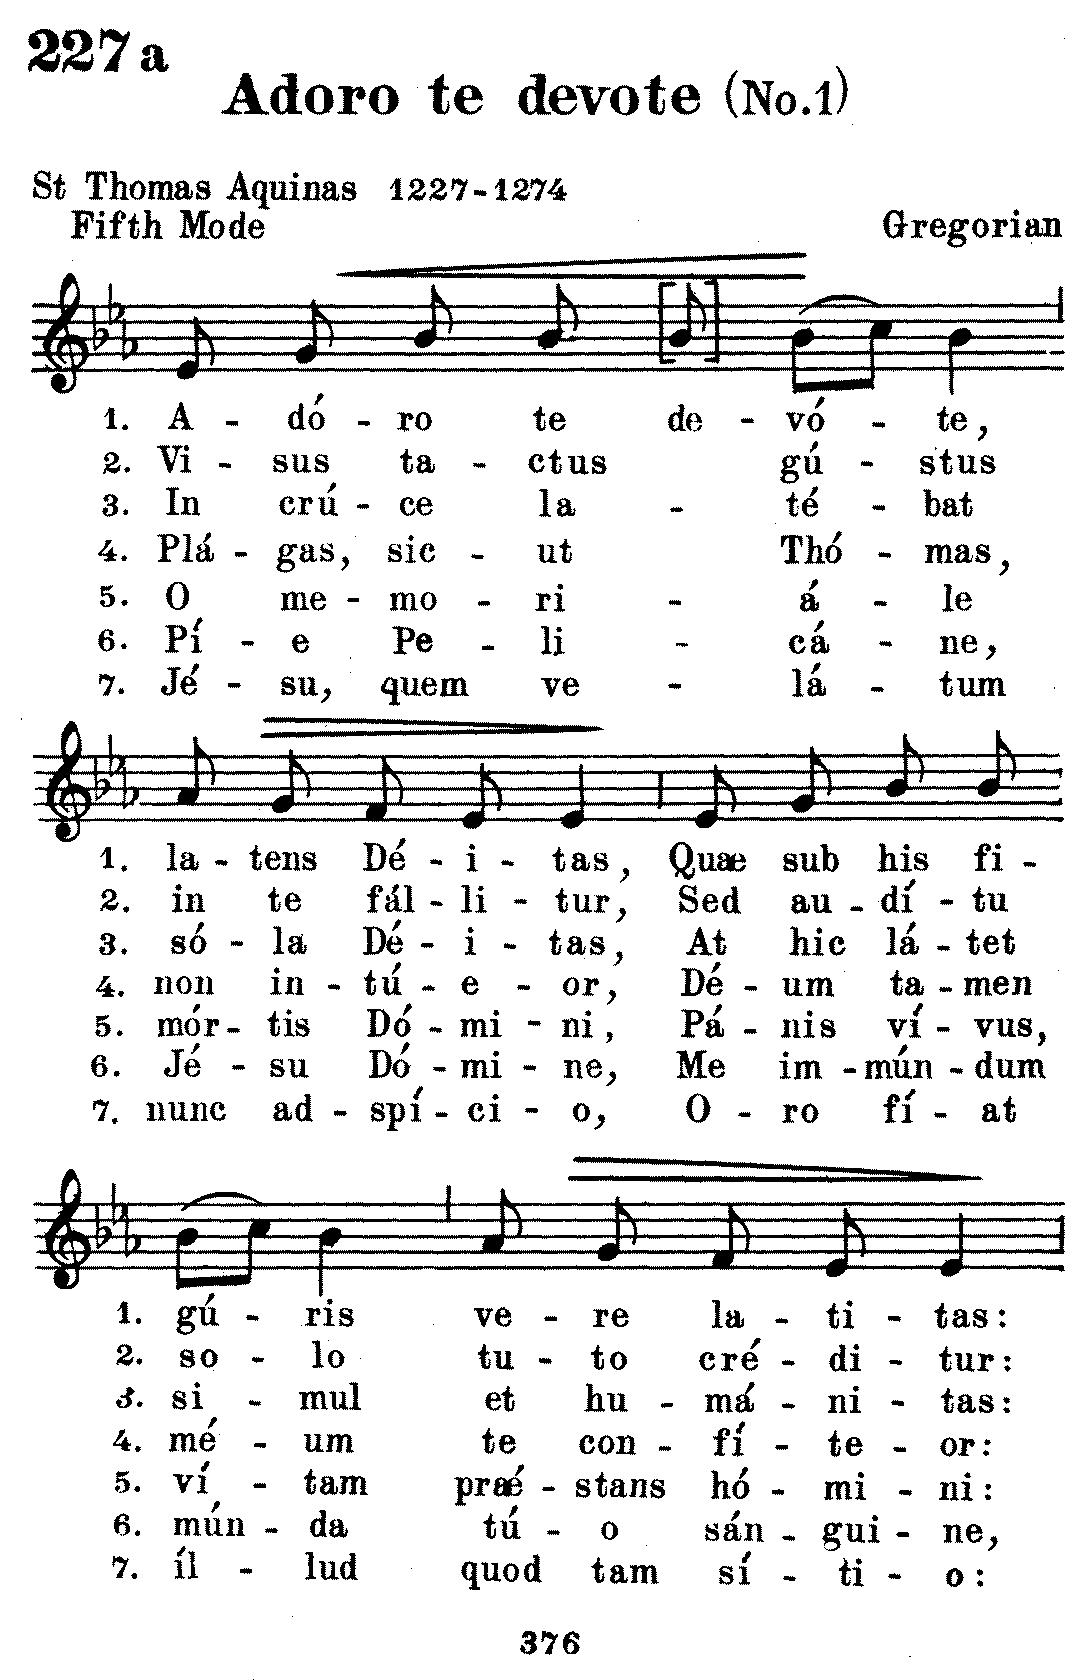 227a
Adoro te devote (No.1)
St Thomas Aquinas 1227-1274
Fifth Mode Gregorian
1. A - dó - ro te de - vó - te,
2. Vi - sus ta - ctus gú - stus
3. In crú - ce la - té - bat
4. Plá - gas, sic - ut Thó - mas,
5. O me - mo - ri - á - le
6. Pí - e Pe - li - cá - ne,
7. Jé - su, quem ve - lá - tum
1. la - tens Dé - i - tas, Quæ sub his fi -
2. in te fál - li - tur, Sed au - dí - tu
3. só - la Dé - i - tas, At hic lá - tet
4. non in - tú - e - or, Dé - um ta - men
5. mór - tis Dó - mi - ni, Pá - nis ví - vus,
6. Jé - su Dó - mi - ne, Me im - mún - dum
7. nunc ad - spí - ci - o, O - ro fí - at
1. gú - ris ve - re la - ti - tas:
2. so - lo tu - to cré - di - tur:
3. si - mul et hu - má - ni - tas:
4. mé - um te con - fí - te - or:
5. ví - tam prǽ - stans hó - mi - ni:
6. mún - da tú - o sán - gui - ne,
7. íl - lud quod tam sí - ti - o:
376